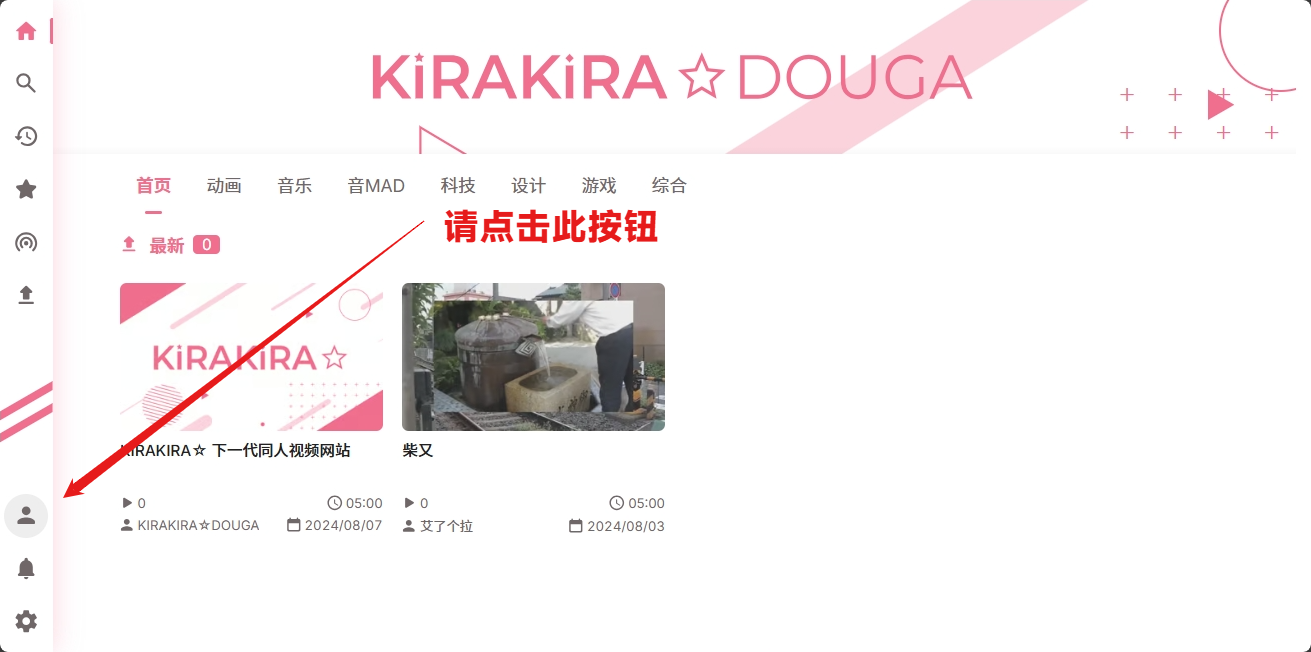 KiRAKiRA☆DOUGA
首页 动画 音乐 音MAD 科技 设计 游戏 综合
请点击此按钮
最新 0
KiRAKiRA☆
KIRAKIRA☆ 下一代同人视频网站
柴又
0 05:00
0 05:00
KIRAKIRA☆DOUGA 2024/08/07
艾了个拉 2024/08/03